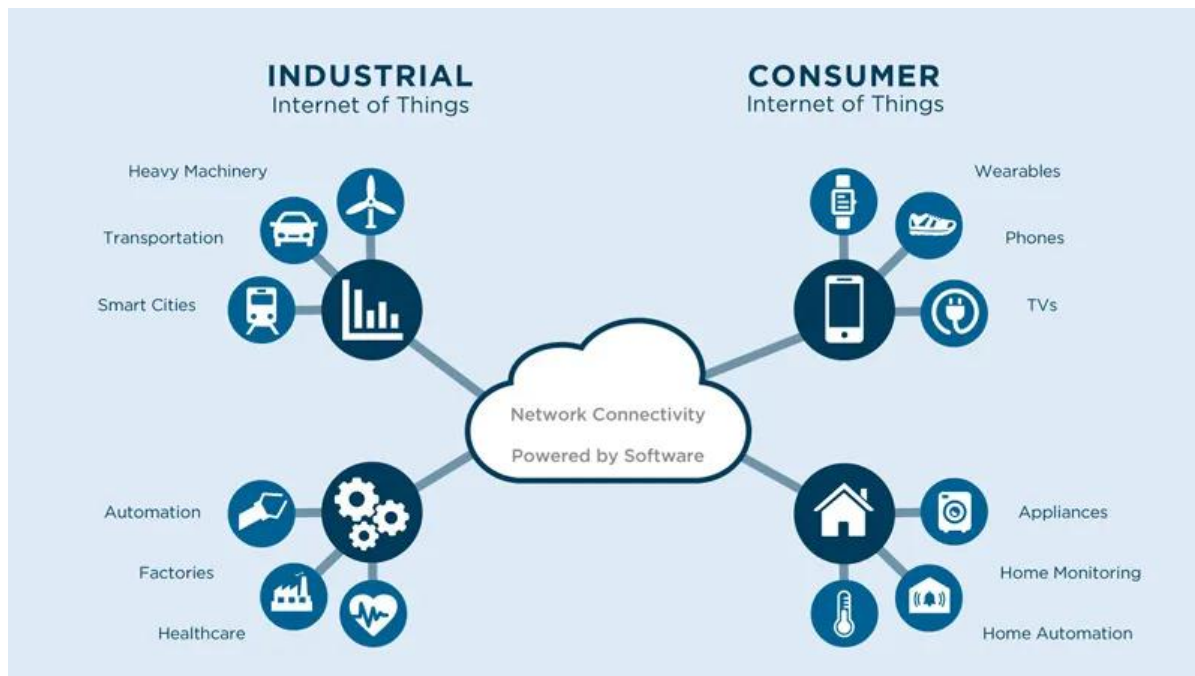 INDUSTRIAL
Internet of Things
CONSUMER
Internet of Things
Heavy Machinery
Transportation
Smart Cities
Wearables
Phones
TVs
Network Connectivity
Powered by Software
Automation
Factories
Healthcare
Appliances
Home Monitoring
Home Automation